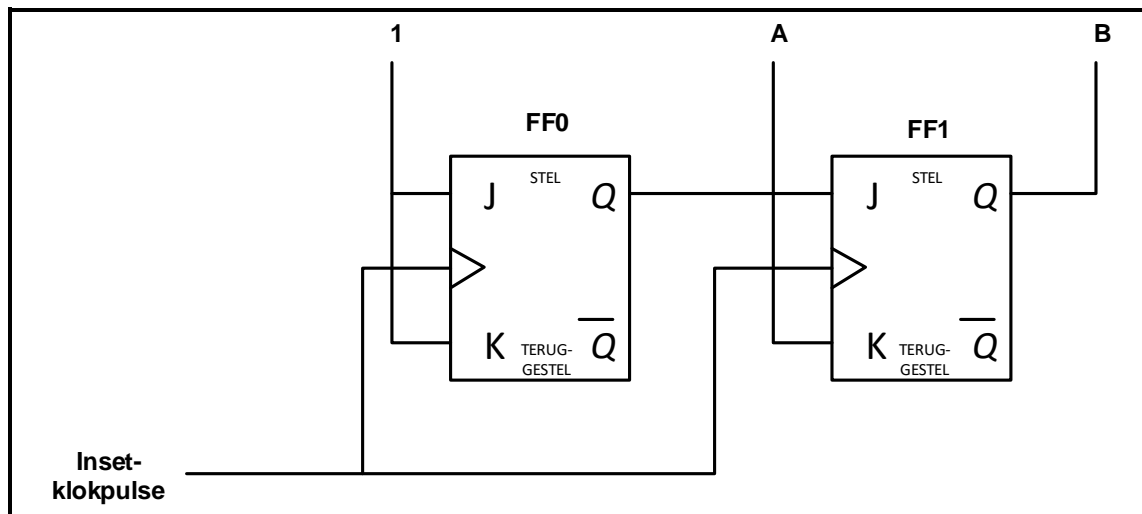 1 A B
FF0 FF1
STEL STEL
J Q J Q
K Q K Q
TERUG-
GESTEL
TERUG-
GESTEL
Inset-
klokpulse